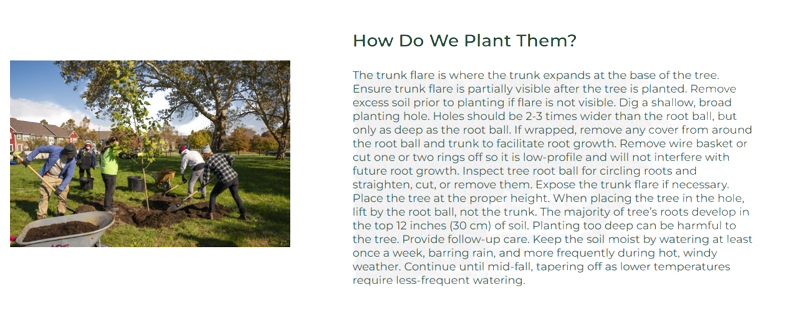 How Do We Plant Them?
The trunk flare is where the trunk expands at the base of the tree.
Ensure trunk flare is partially visible after the tree is planted. Remove
excess soil prior to planting if flare is not visible. Dig a shallow, broad
planting hole. Holes should be 2-3 times wider than the root ball, but
only as deep as the root ball. If wrapped, remove any cover from around
the root ball and trunk to facilitate root growth. Remove wire basket or
cut one or two rings off so it is low-profile and will not interfere with
future root growth. Inspect tree root ball for circling roots and
straighten, cut, or remove them. Expose the trunk flare if necessary.
Place the tree at the proper height. When placing the tree in the hole,
lift by the root ball, not the trunk. The majority of tree's roots develop in
the top 12 inches (30 cm) of soil. Planting too deep can be harmful to
the tree. Provide follow-up care. Keep the soil moist by watering at least
once a week, barring rain, and more frequently during hot, windy
weather. Continue until mid-fall, tapering off as lower temperatures
require less-frequent watering.